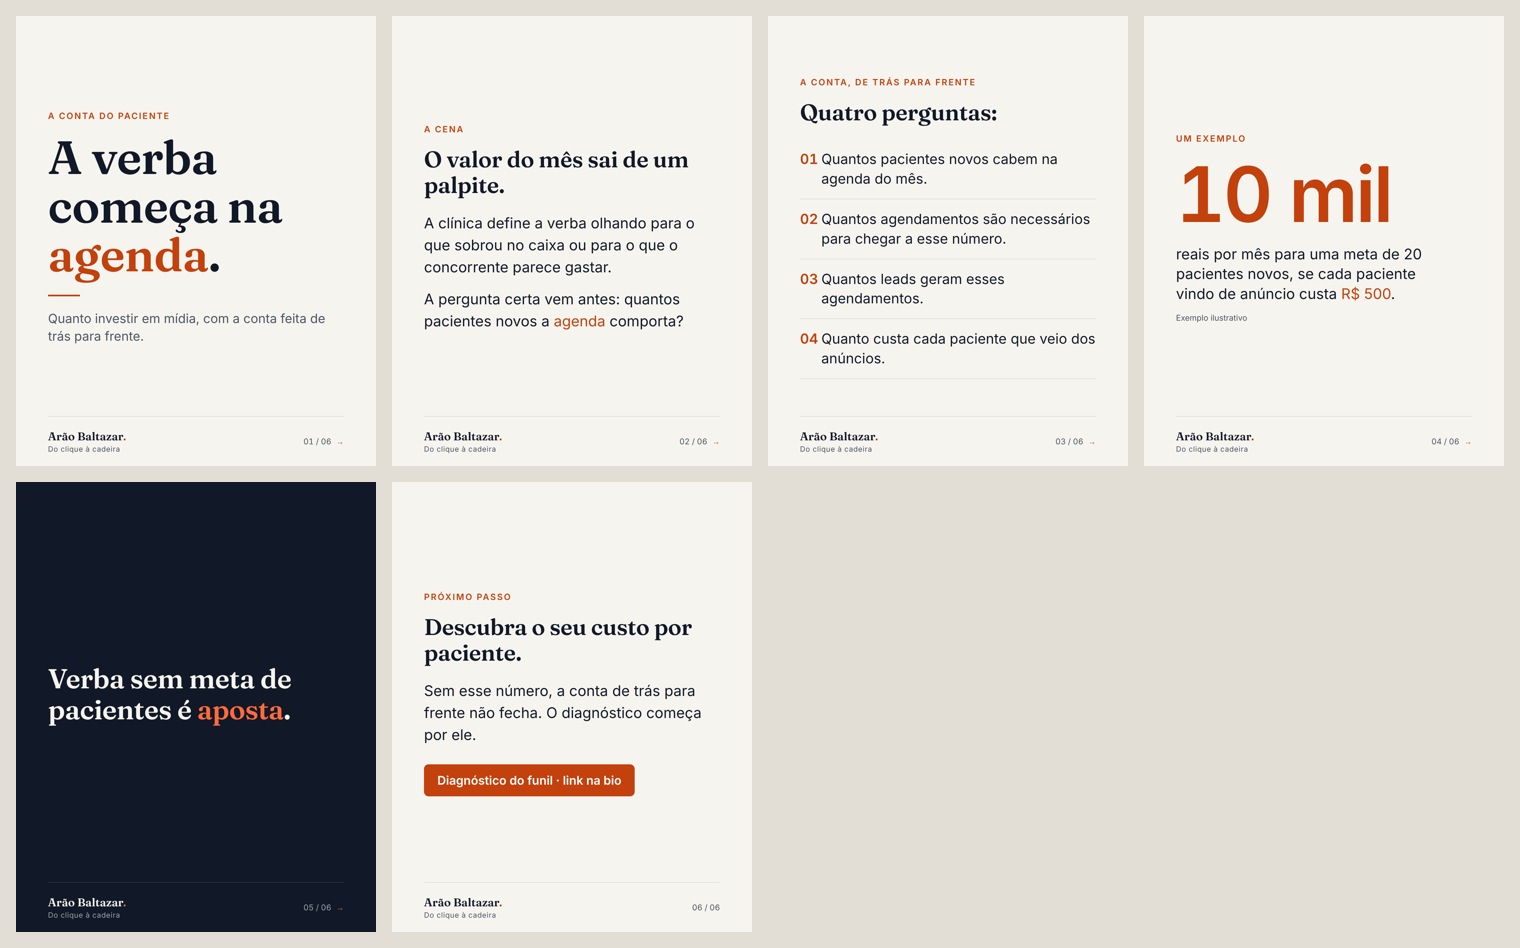 A CONTA DO PACIENTE
A verba
começa na
agenda.
Quanto investir em mídia, com a conta feita de
trás para frente.
Arão Baltazar.
Do clique à cadeira
01 / 06 →
A CENA
O valor do mês sai de um
palpite.
A clínica define a verba olhando para o
que sobrou no caixa ou para o que o
concorrente parece gastar.
A pergunta certa vem antes: quantos
pacientes novos a agenda comporta?
Arão Baltazar.
Do clique à cadeira
02 / 06 →
A CONTA, DE TRÁS PARA FRENTE
Quatro perguntas:
01 Quantos pacientes novos cabem na
agenda do mês.
02 Quantos agendamentos são necessários
para chegar a esse número.
03 Quantos leads geram esses
agendamentos.
04 Quanto custa cada paciente que veio dos
anúncios.
Arão Baltazar.
Do clique à cadeira
03 / 06 →
UM EXEMPLO
10 mil
reais por mês para uma meta de 20
pacientes novos, se cada paciente
vindo de anúncio custa R$ 500.
Exemplo ilustrativo
Arão Baltazar.
Do clique à cadeira
04 / 06 →
Verba sem meta de
pacientes é aposta.
Arão Baltazar.
Do clique à cadeira
05 / 06 →
PRÓXIMO PASSO
Descubra o seu custo por
paciente.
Sem esse número, a conta de trás para
frente não fecha. O diagnóstico começa
por ele.
Diagnóstico do funil · link na bio
Arão Baltazar.
Do clique à cadeira
06 / 06